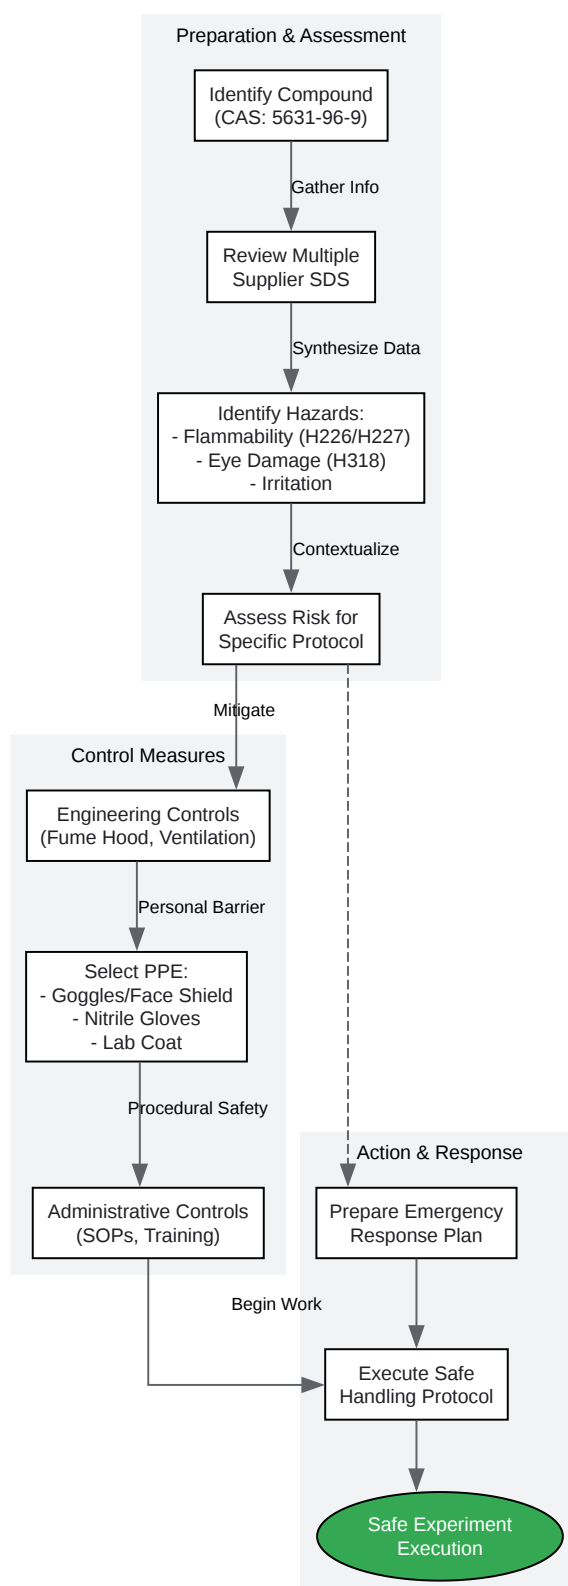 Preparation & Assessment
Identify Compound
(CAS: 5631-96-9)
Gather Info
Review Multiple
Supplier SDS
Synthesize Data
Identify Hazards:
- Flammability (H226/H227)
- Eye Damage (H318)
- Irritation
Contextualize
Assess Risk for
Specific Protocol
Mitigate
Control Measures
Engineering Controls
(Fume Hood, Ventilation)
Personal Barrier
Select PPE:
- Goggles/Face Shield
- Nitrile Gloves
- Lab Coat
Procedural Safety
Administrative Controls
(SOPs, Training)
Action & Response
Prepare Emergency
Response Plan
Begin Work
Execute Safe
Handling Protocol
Safe Experiment
Execution